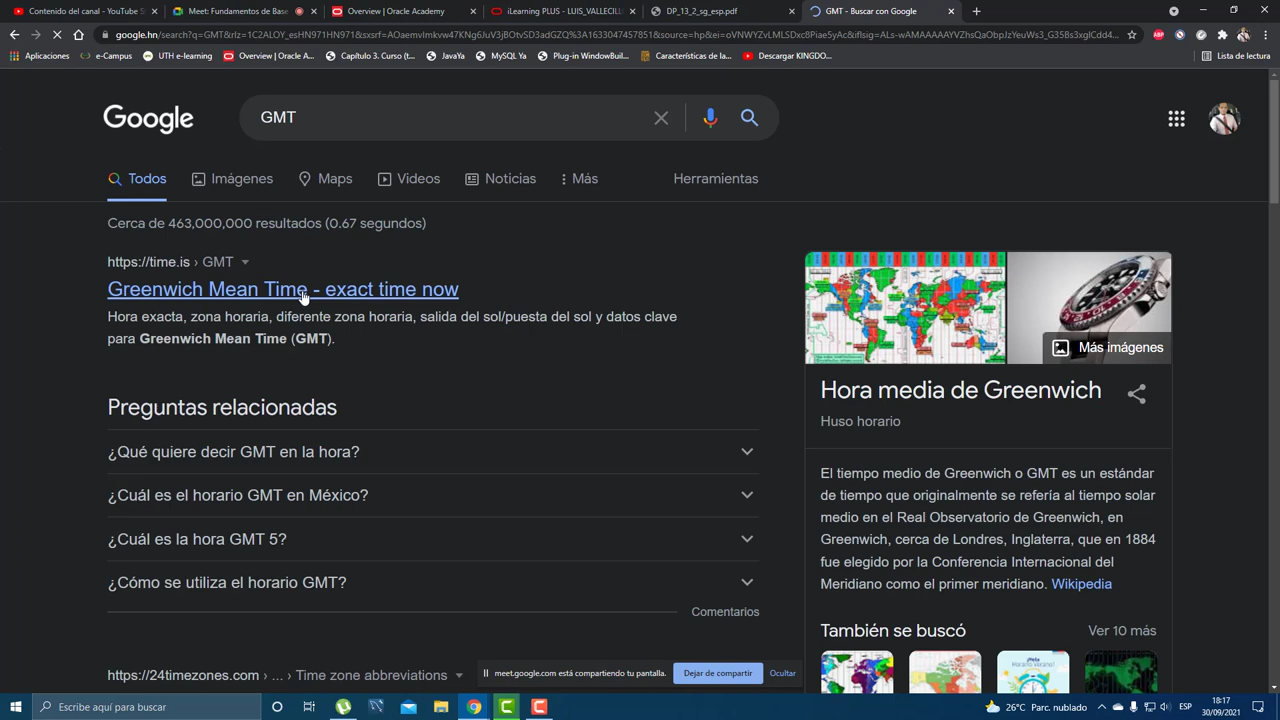 Contenido del canal - YouTube S
Meet: Fundamentos de Base
Overview | Oracle Academy
iLearning PLUS - LUIS_VALLECILL
DP_13_2_sg_esp.pdf
GMT - Buscar con Google
google.hn/search?q=GMT&rlz=1C2ALOY_esHN971HN971&sxsrf=AOaemvImkvw47KNg6JuV3jBOtvSD3adGZQ%3A1633047457851&source=hp&ei=oVNWYZvLMLSDxc8Piae5yAc&iflsig=ALs-wAMAAAAAYVZhsQaObpJzYeuWs3_G35Bs3xgICdd4...
Aplicaciones
e-Campus
UTH e-learning
Overview | Oracle A...
Capítulo 3. Curso (t...
JavaYa
MySQL Ya
Plug-in WindowBuil...
Características de l...
Descargar KINGDO...
Lista de lectura
Google
GMT
Todos
Imágenes
Maps
Videos
Noticias
Más
Herramientas
Cerca de 463,000,000 resultados (0.67 segundos)
https://time.is › GMT
Greenwich Mean Time - exact time now
Hora exacta, zona horaria, diferente zona horaria, salida del sol/puesta del sol y datos clave
para Greenwich Mean Time (GMT).
Preguntas relacionadas
¿Qué quiere decir GMT en la hora?
¿Cuál es el horario GMT en México?
¿Cuál es la hora GMT 5?
¿Cómo se utiliza el horario GMT?
Comentarios
https://24timezones.com › ... › Time zone abbreviations
Más imágenes
Hora media de Greenwich
Huso horario
El tiempo medio de Greenwich o GMT es un estándar
de tiempo que originalmente se refería al tiempo solar
medio en el Real Observatorio de Greenwich, en
Greenwich, cerca de Londres, Inglaterra, que en 1884
fue elegido por la Conferencia Internacional del
Meridiano como el primer meridiano. Wikipedia
También se buscó
Ver 10 más
meet.google.com está compartiendo tu pantalla.
Dejar de compartir
Ocultar
Escribe aquí para buscar
26°C Parc. nublado
ESP
18:17
30/09/2021